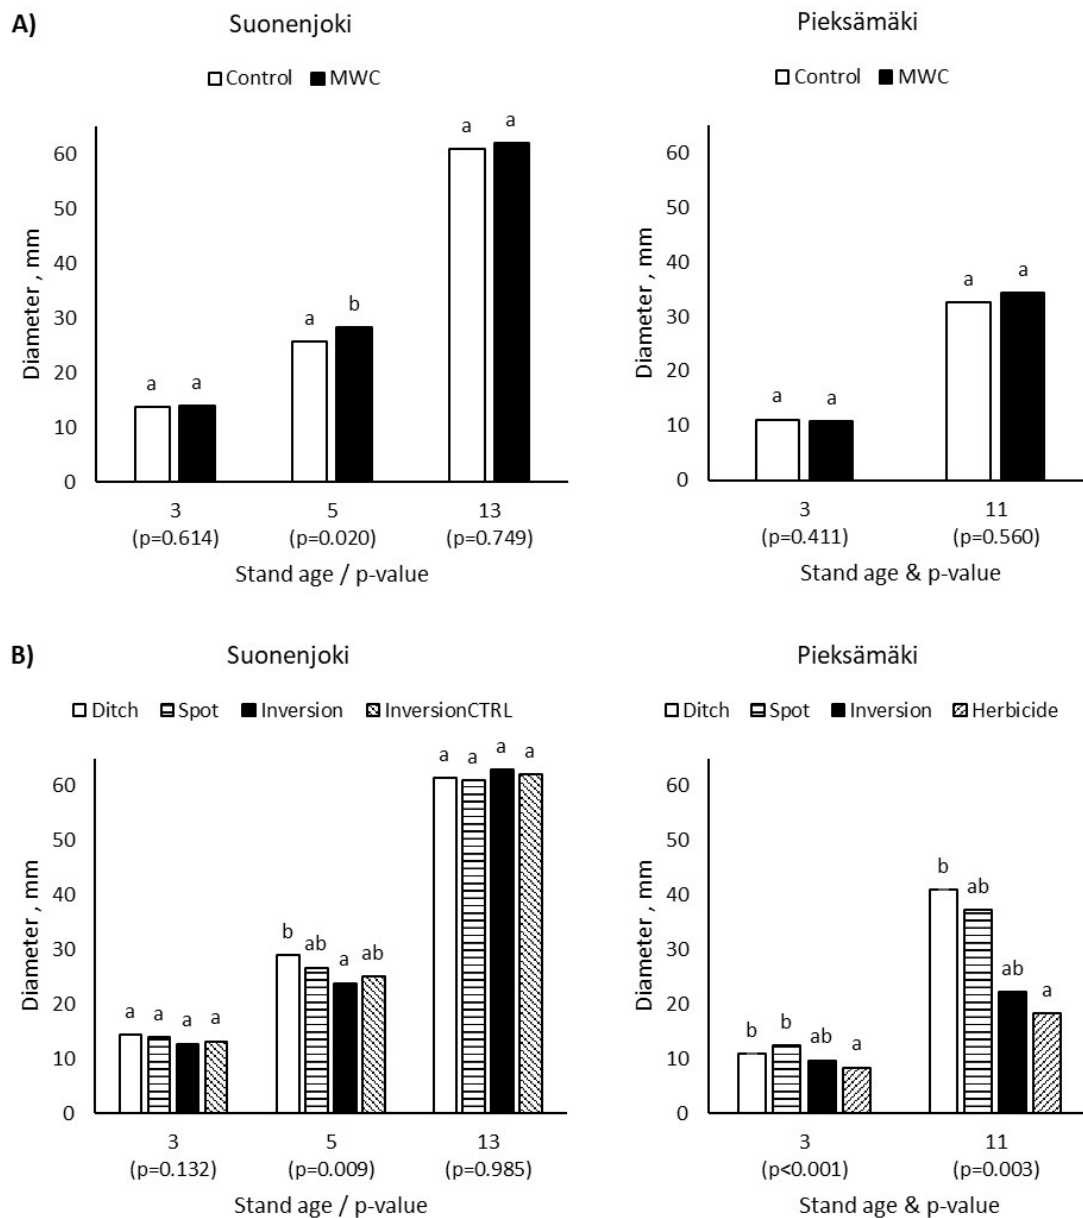 A)
Suonenjoki
Control MWC
Diameter , mm
60
50
40
30
20
10
0
a a
a b
a a
3 5 13
(p=0.614) (p=0.020) (p=0.749)
Stand age / p-value
Pieksämäki
Control MWC
Diameter , mm
60
50
40
30
20
10
0
a a
a a
3 11
(p=0.411) (p=0.560)
Stand age & p-value
B)
Suonenjoki
Ditch Spot Inversion InversionCTRL
Diameter , mm
60
50
40
30
20
10
0
a a a a
b ab a ab
a a a a
3 5 13
(p=0.132) (p=0.009) (p=0.985)
Stand age / p-value
Pieksämäki
Ditch Spot Inversion Herbicide
Diameter , mm
60
50
40
30
20
10
0
b b ab a
b ab ab a
3 11
(p<0.001) (p=0.003)
Stand age & p-value